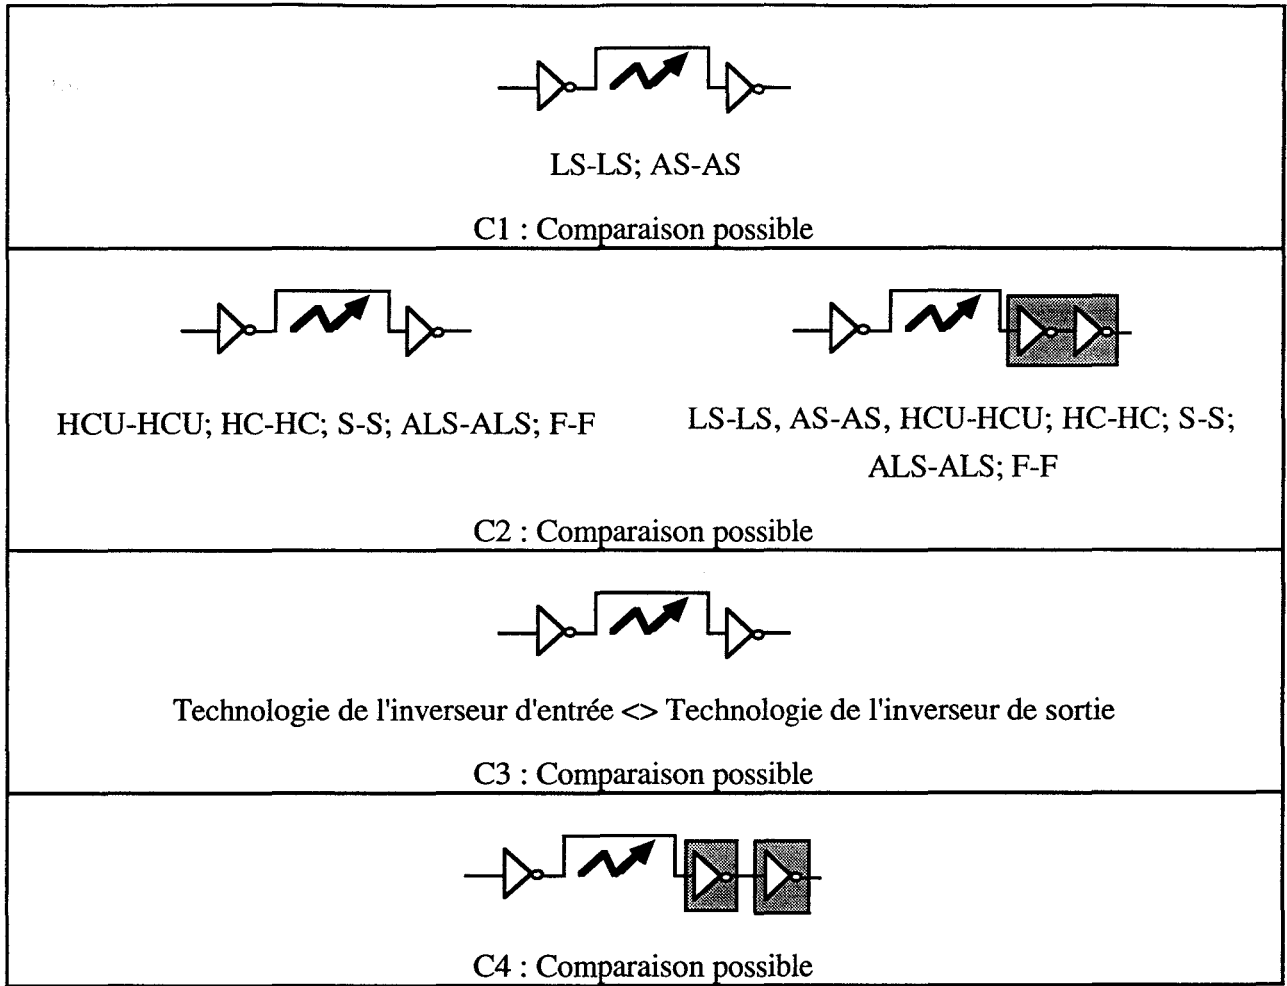 LS-LS; AS-AS
C1 : Comparaison possible
HCU-HCU; HC-HC; S-S; ALS-ALS; F-F
LS-LS, AS-AS, HCU-HCU; HC-HC; S-S;
ALS-ALS; F-F
C2 : Comparaison possible
Technologie de l'inverseur d'entrée <> Technologie de l'inverseur de sortie
C3 : Comparaison possible
C4 : Comparaison possible